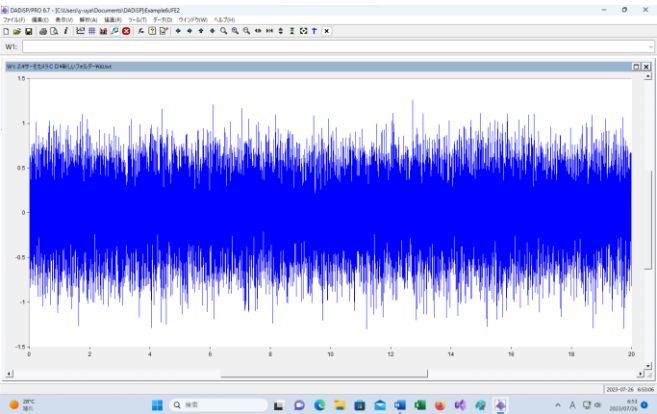 DADiSP/PRO 6.7 - [C:\Users\y-uya\Documents\DADiSP\Example6\JFE2
ファイル(F) 編集(E) 表示(V) 解析(A) 描画(R) ツール(T) データ(D) ウインドウ(W) ヘルプ(H)
W1:
1.5
1
0.5
0
-0.5
-1
-1.5
0 2 4 6 8 10 12 14 16 18 20
2023-07-26 6:53:06
28°C
晴れ
検索
A
6:53
2023/07/26